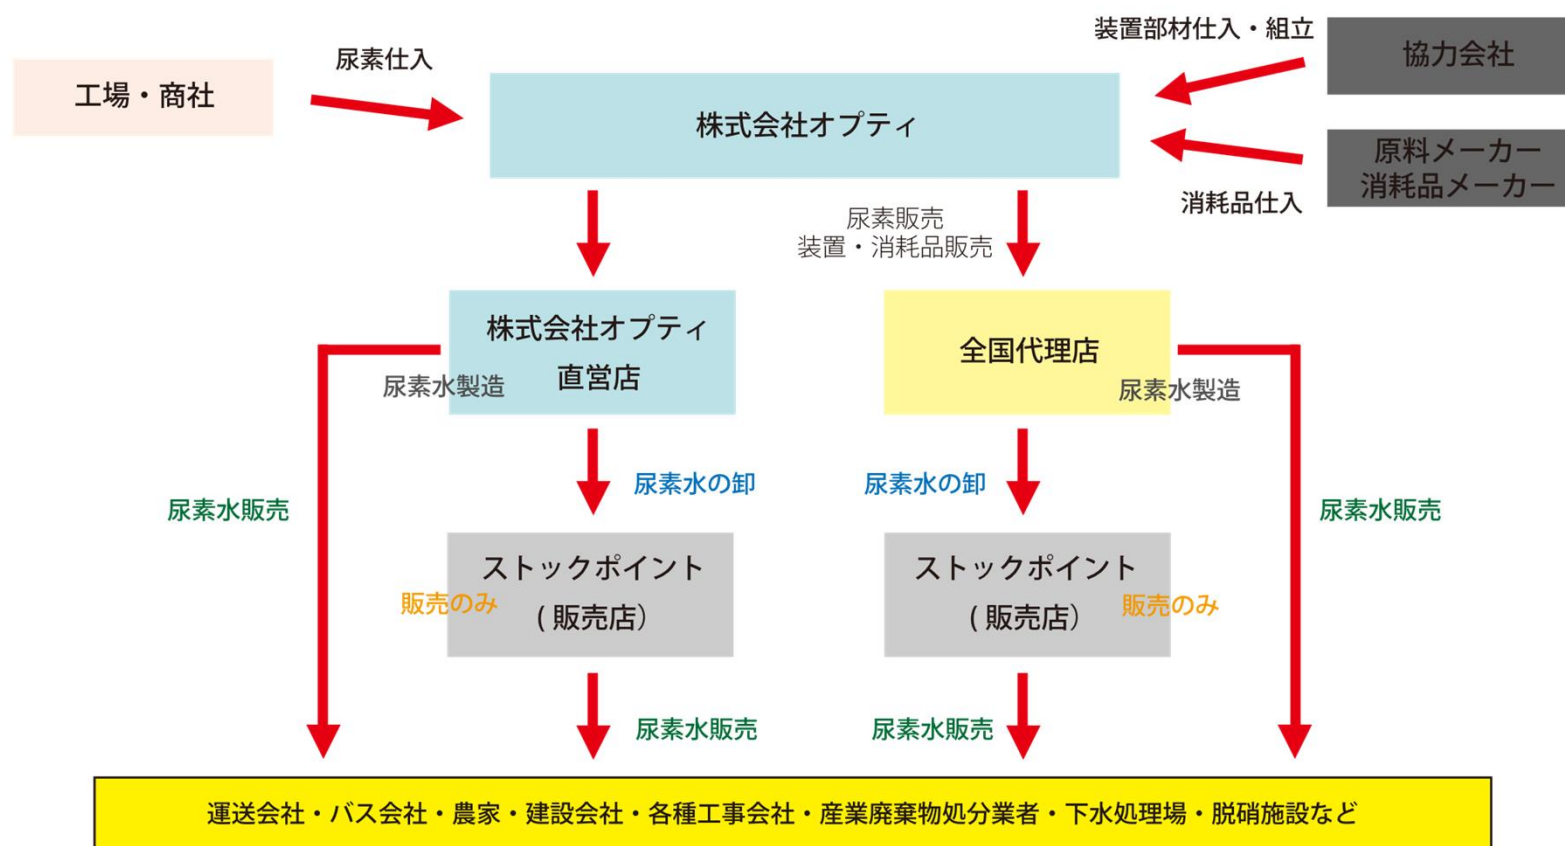 装置部材仕入・組立
尿素仕入
協力会社
工場・商社
株式会社オプティ
原料メーカー
消耗品メーカー
消耗品仕入
尿素販売
装置・消耗品販売
株式会社オプティ
直営店
全国代理店
尿素水製造
尿素水製造
尿素水の卸
尿素水の卸
尿素水販売
尿素水販売
ストックポイント
(販売店）
ストックポイント
(販売店）
販売のみ
販売のみ
尿素水販売
尿素水販売
運送会社・バス会社・農家・建設会社・各種工事会社・産業廃棄物処分業者・下水処理場・脱硝施設など